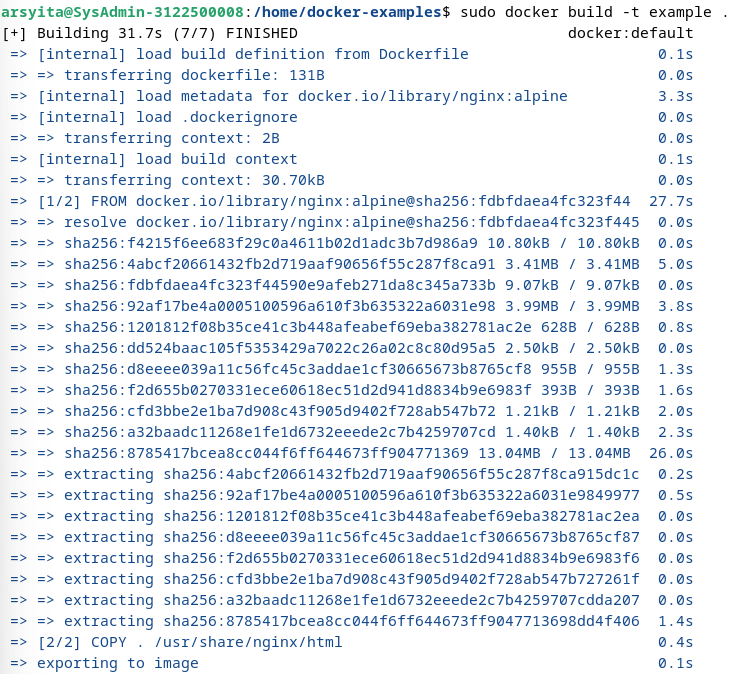 arsyita@SysAdmin-3122500008:/home/docker-examples$ sudo docker build -t example .
[+] Building 31.7s (7/7) FINISHED docker:default
=> [internal] load build definition from Dockerfile 0.1s
=> => transferring dockerfile: 131B 0.0s
=> [internal] load metadata for docker.io/library/nginx:alpine 3.3s
=> [internal] load .dockerignore 0.0s
=> => transferring context: 2B 0.0s
=> [internal] load build context 0.1s
=> => transferring context: 30.70kB 0.0s
=> [1/2] FROM docker.io/library/nginx:alpine@sha256:fdbfdaea4fc323f44 27.7s
=> => resolve docker.io/library/nginx:alpine@sha256:fdbfdaea4fc323f445 0.0s
=> => sha256:f4215f6ee683f29c0a4611b02d1adc3b7d986a9 10.80kB / 10.80kB 0.0s
=> => sha256:4abcf20661432fb2d719aaf90656f55c287f8ca91 3.41MB / 3.41MB 5.0s
=> => sha256:fdbfdaea4fc323f44590e9afeb271da8c345a733b 9.07kB / 9.07kB 0.0s
=> => sha256:92af17be4a0005100596a610f3b635322a6031e98 3.99MB / 3.99MB 3.8s
=> => sha256:1201812f08b35ce41c3b448afeabef69eba382781ac2e 628B / 628B 0.8s
=> => sha256:dd524baac105f5353429a7022c26a02c8c80d95a5 2.50kB / 2.50kB 0.0s
=> => sha256:d8eeee039a11c56fc45c3addae1cf30665673b8765cf8 955B / 955B 1.3s
=> => sha256:f2d655b0270331ece60618ec51d2d941d8834b9e6983f 393B / 393B 1.6s
=> => sha256:cfd3bbe2e1ba7d908c43f905d9402f728ab547b72 1.21kB / 1.21kB 2.0s
=> => sha256:a32baadc11268e1fe1d6732eeede2c7b4259707cd 1.40kB / 1.40kB 2.3s
=> => sha256:8785417bcea8cc044f6ff644673ff904771369 13.04MB / 13.04MB 26.0s
=> => extracting sha256:4abcf20661432fb2d719aaf90656f55c287f8ca915dc1c 0.2s
=> => extracting sha256:92af17be4a0005100596a610f3b635322a6031e9849977 0.5s
=> => extracting sha256:1201812f08b35ce41c3b448afeabef69eba382781ac2ea 0.0s
=> => extracting sha256:d8eeee039a11c56fc45c3addae1cf30665673b8765cf87 0.0s
=> => extracting sha256:f2d655b0270331ece60618ec51d2d941d8834b9e6983f6 0.0s
=> => extracting sha256:cfd3bbe2e1ba7d908c43f905d9402f728ab547b727261f 0.0s
=> => extracting sha256:a32baadc11268e1fe1d6732eeede2c7b4259707cdda207 0.0s
=> => extracting sha256:8785417bcea8cc044f6ff644673ff9047713698dd4f406 1.4s
=> [2/2] COPY . /usr/share/nginx/html 0.4s
=> exporting to image 0.1s